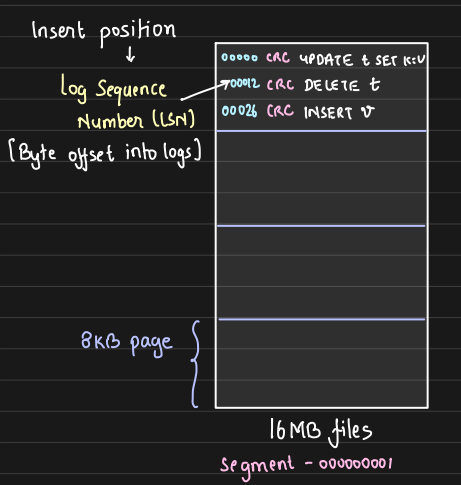 Insert position
↓
log Sequence
Number (LSN)
[Byte offset into logs]
00000 CRC UPDATE t SET K:V
00012 CRC DELETE t
00026 CRC INSERT V
8KB page
16MB files
Segment - 000000001